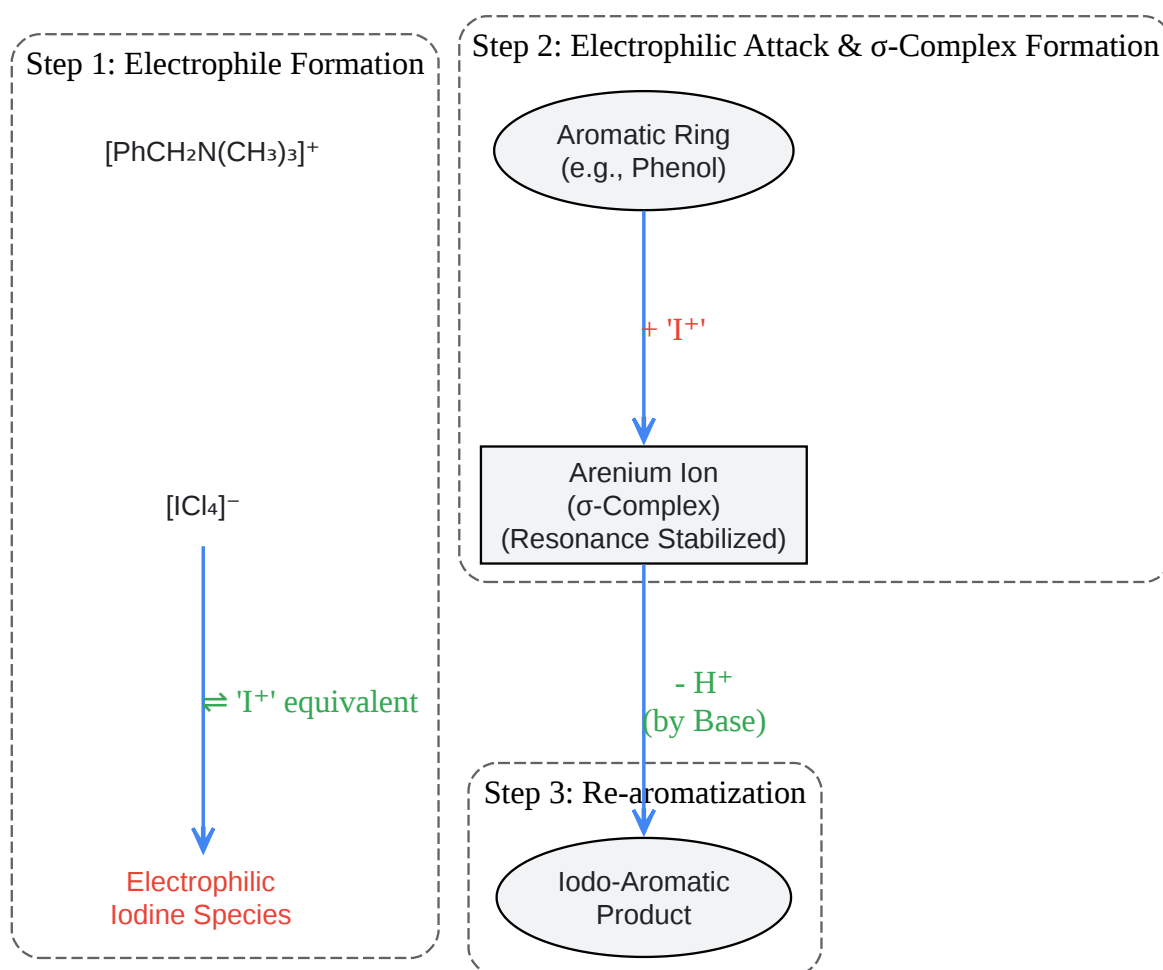 Step 1: Electrophile Formation
[PhCH₂N(CH₃)₃]⁺
[ICl₄]⁻
⇌ 'I⁺' equivalent
Electrophilic
Iodine Species
Step 2: Electrophilic Attack & σ-Complex Formation
Aromatic Ring
(e.g., Phenol)
+ 'I⁺'
Arenium Ion
(σ-Complex)
(Resonance Stabilized)
- H⁺
(by Base)
Step 3: Re-aromatization
Iodo-Aromatic
Product